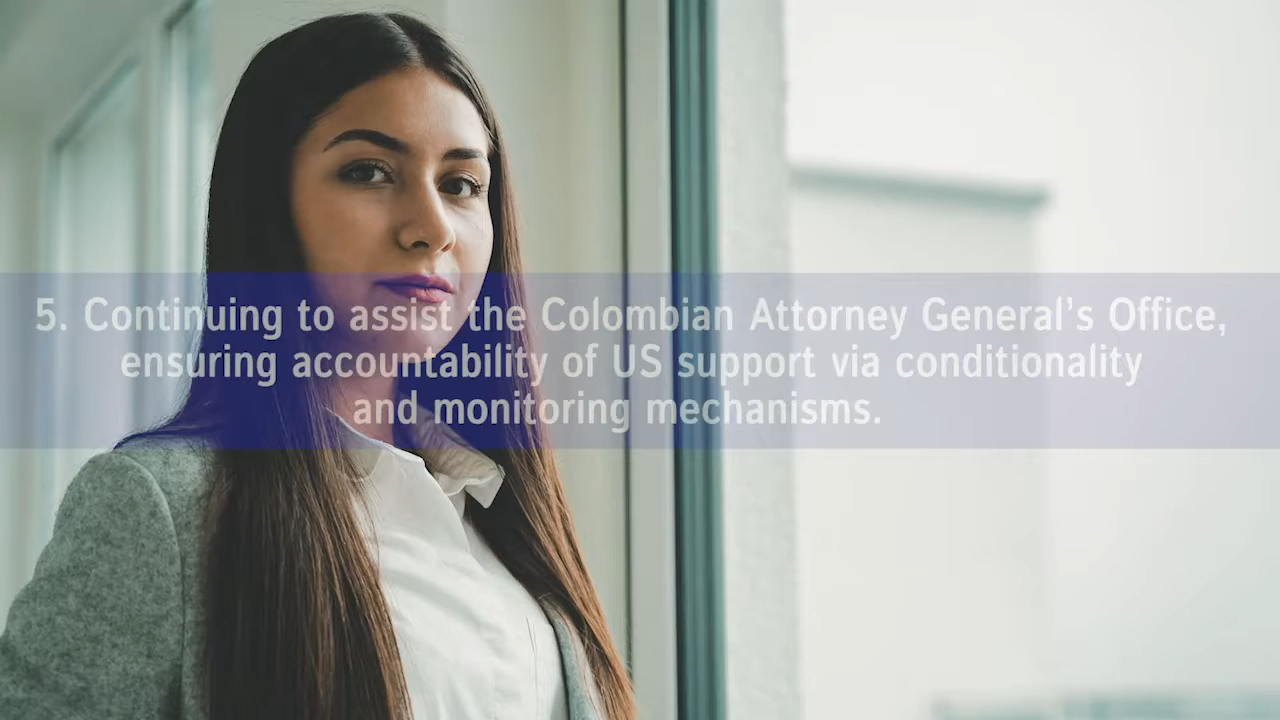 5. Continuing to assist the Colombian Attorney General's Office,
ensuring accountability of US support via conditionality
and monitoring mechanisms.